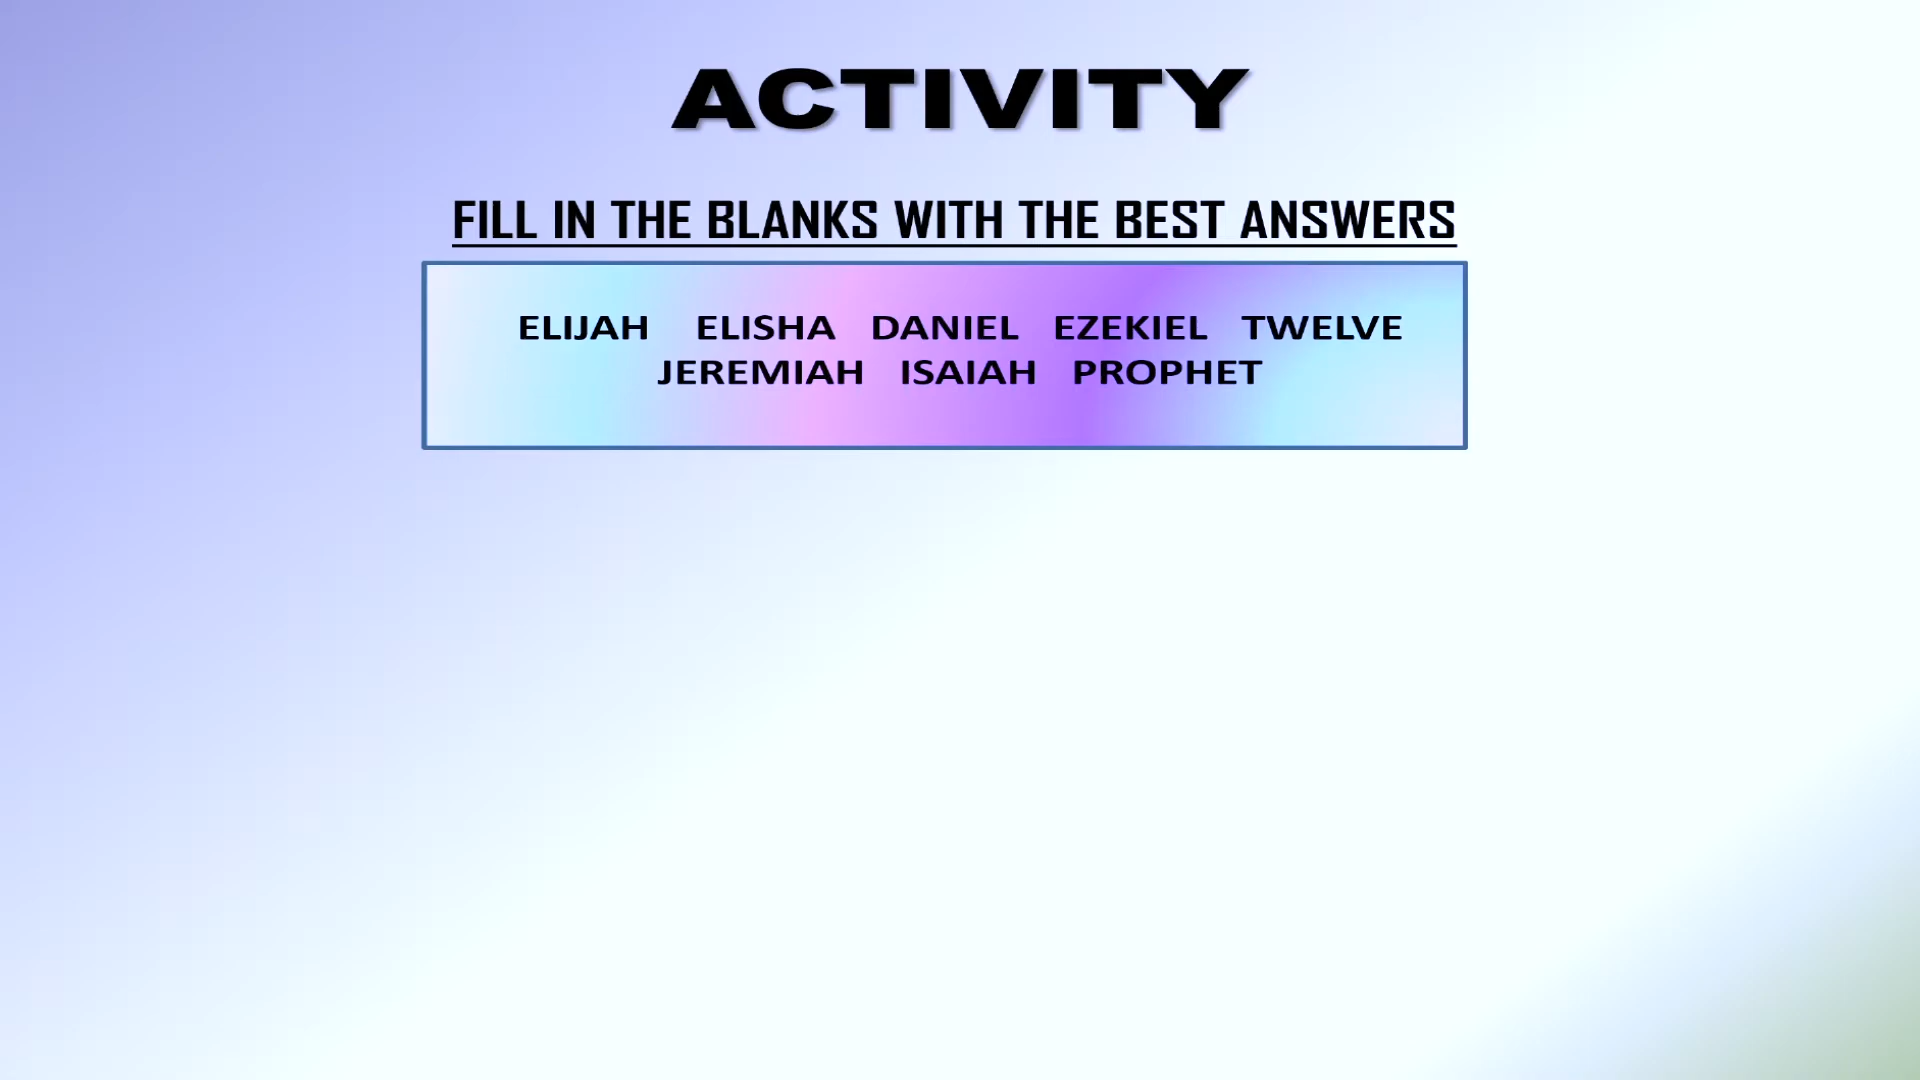 ACTIVITY
FILL IN THE BLANKS WITH THE BEST ANSWERS
ELIJAH ELISHA DANIEL EZEKIEL TWELVE
JEREMIAH ISAIAH PROPHET